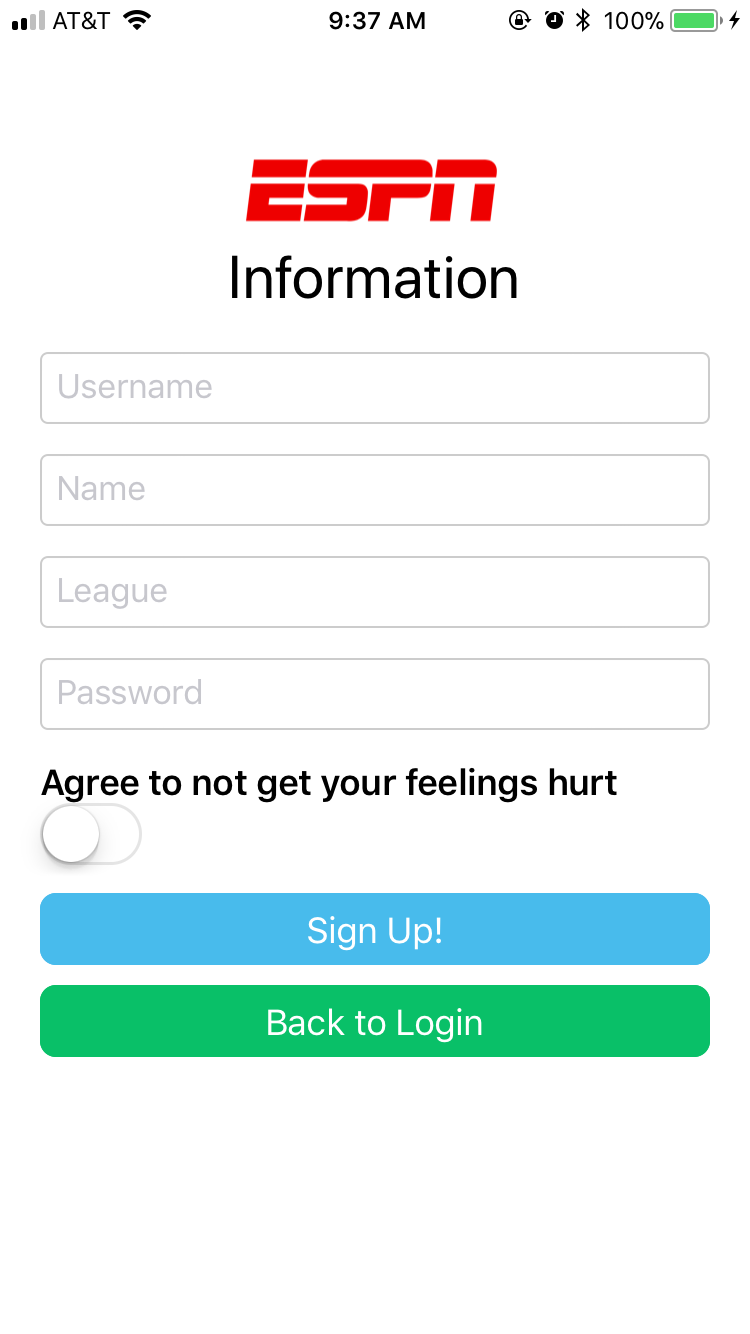 AT&T 9:37 AM 100%
ESPN
Information
Username
Name
League
Password
Agree to not get your feelings hurt
Sign Up!
Back to Login